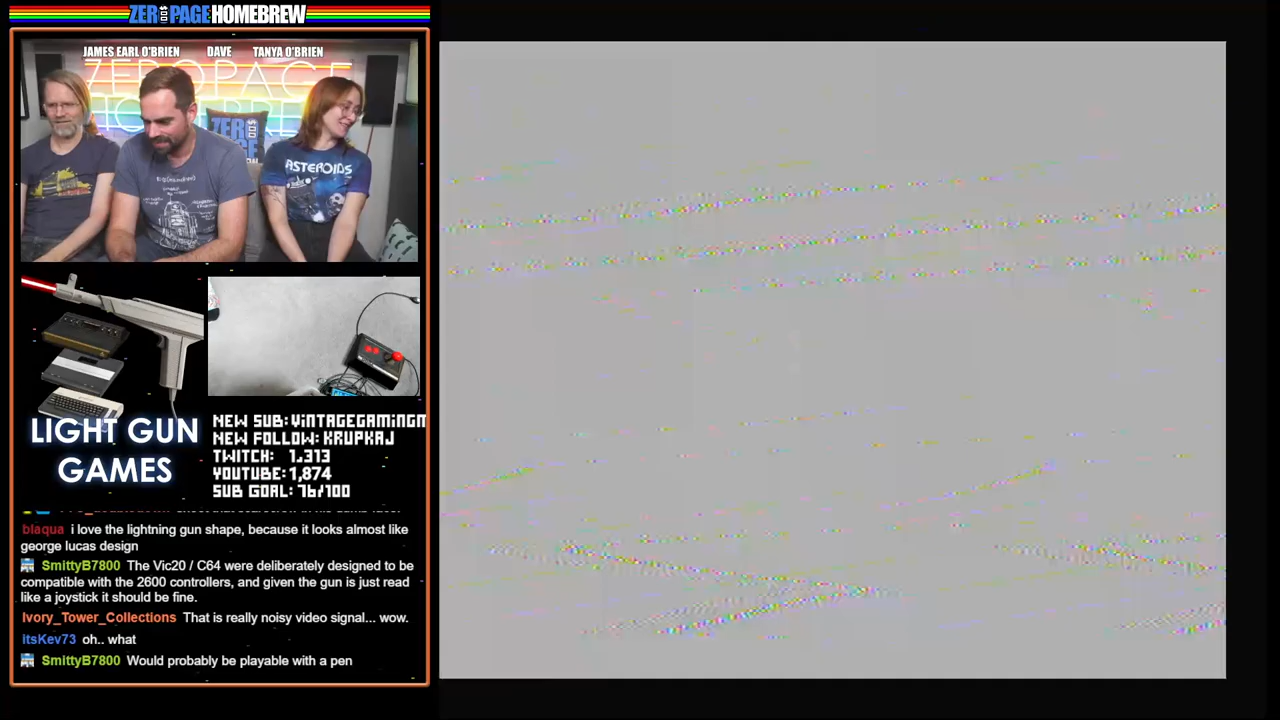 ZEROPAGE HOMEBREW
JAMES EARL O'BRIEN DAVE TANYA O'BRIEN
ZEROPAGE
HOMEBREW
ZERO
PAGE
ASTEROIDS
LIGHT GUN
GAMES
NEW SUB: VINTAGEGAMINGM
NEW FOLLOW: KRUPKAJ
TWITCH: 1,313
YOUTUBE: 1,874
SUB GOAL: 76/100
blaqua i love the lightning gun shape, because it looks almost like
george lucas design
SmittyB7800 The Vic20 / C64 were deliberately designed to be
compatible with the 2600 controllers, and given the gun is just read
like a joystick it should be fine.
Ivory_Tower_Collections That is really noisy video signal... wow.
itsKev73 oh.. what
SmittyB7800 Would probably be playable with a pen